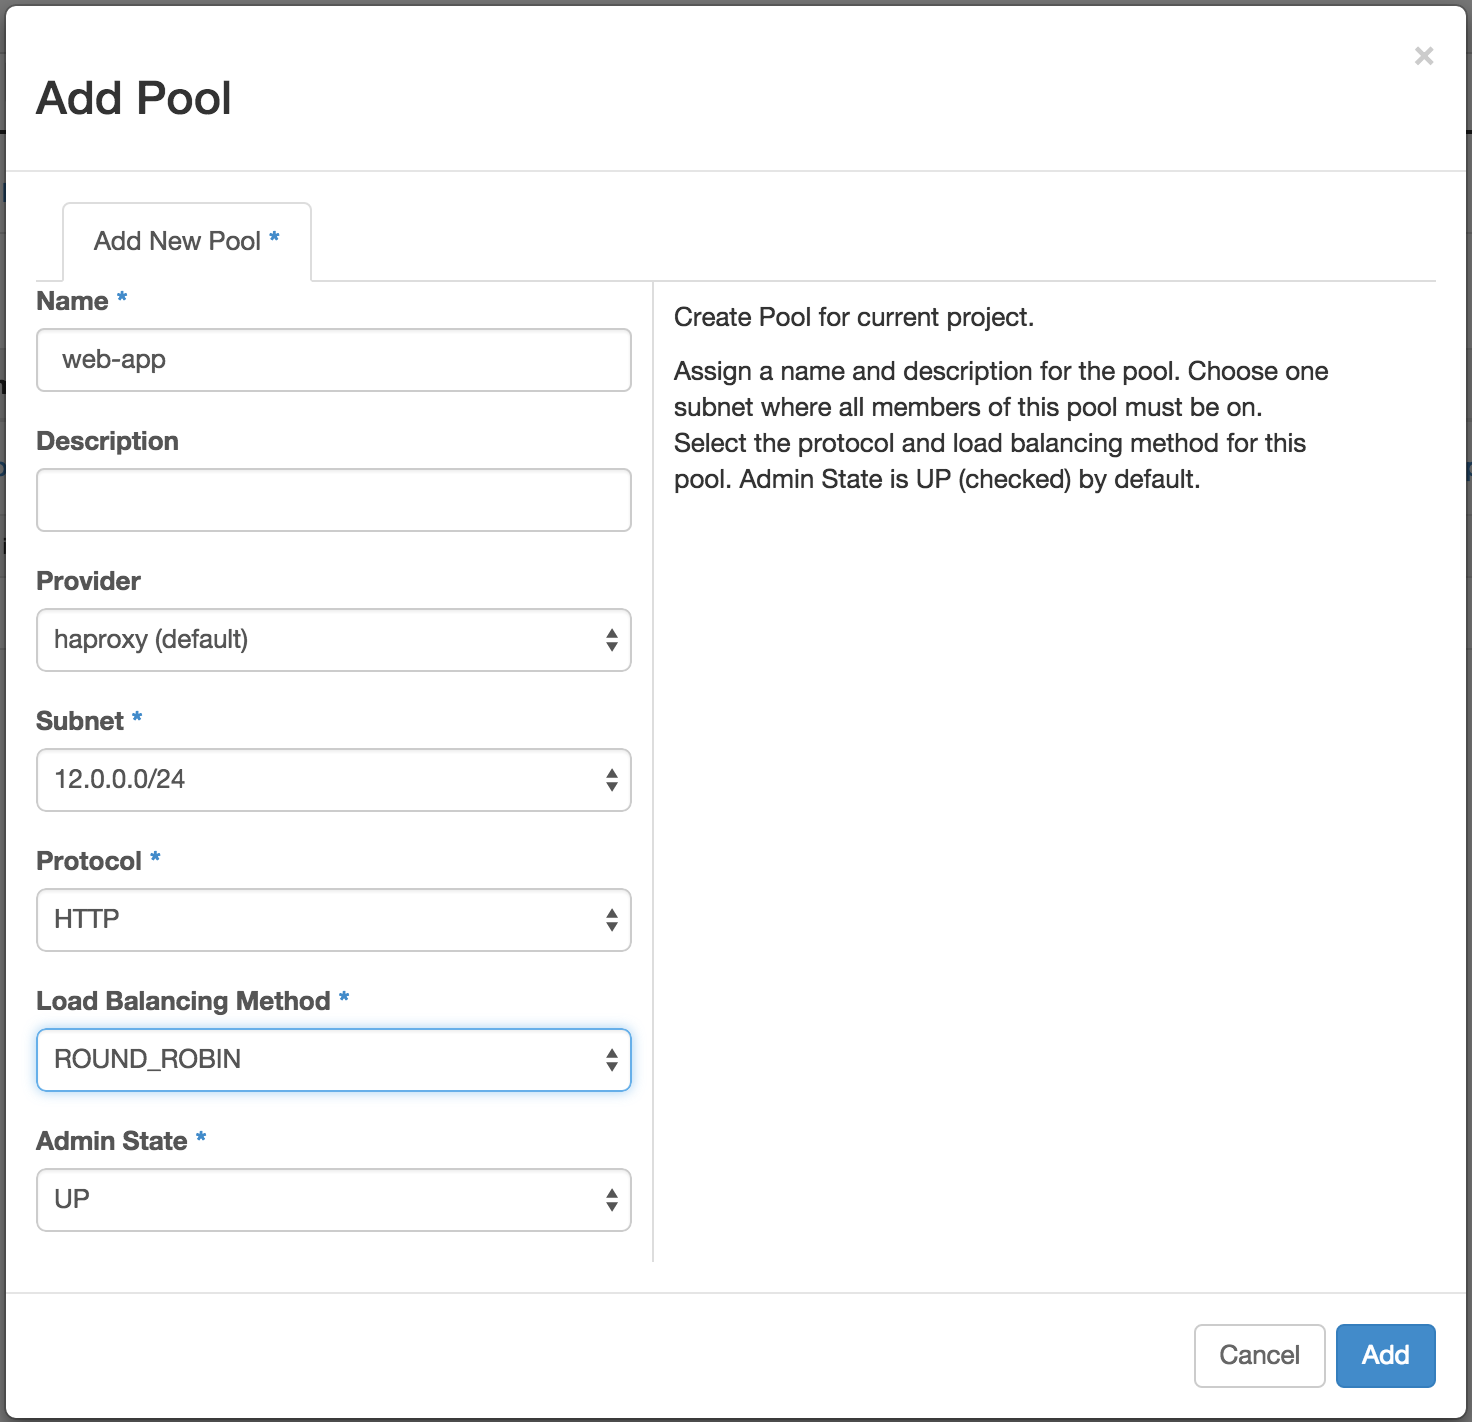 ×
Add Pool
Add New Pool *
Name *
web-app
Description
Provider
haproxy (default)
Subnet *
12.0.0.0/24
Protocol *
HTTP
Load Balancing Method *
ROUND_ROBIN
Admin State *
UP
Create Pool for current project.
Assign a name and description for the pool. Choose one
subnet where all members of this pool must be on.
Select the protocol and load balancing method for this
pool. Admin State is UP (checked) by default.
Cancel
Add